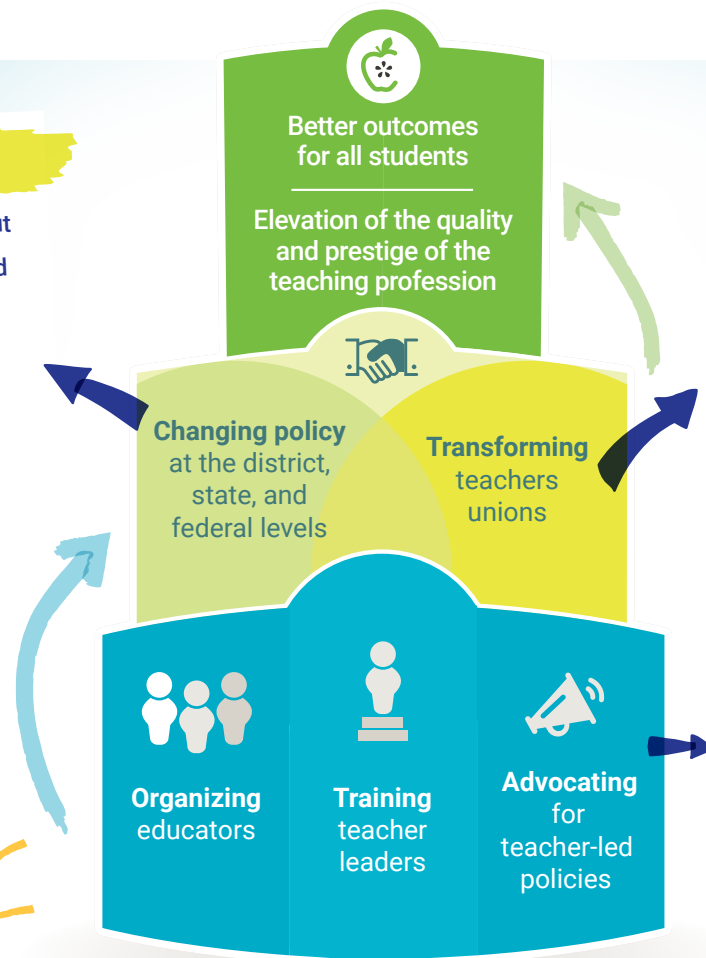 Better outcomes
for all students
Elevation of the quality
and prestige of the
teaching profession
Changing policy
at the district,
state, and
federal levels
Transforming
teachers
unions
Organizing
educators
Training
teacher
leaders
Advocating
for
teacher-led
policies